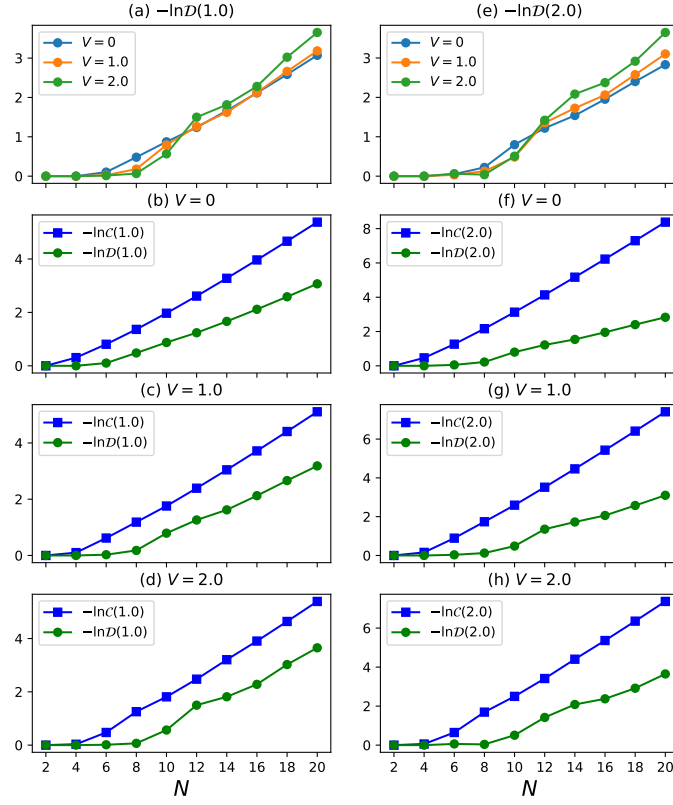 (a) −ln𝒟(1.0)
V = 0
V = 1.0
V = 2.0
3
2
1
0
(b) V = 0
−ln𝒞(1.0)
−ln𝒟(1.0)
4
2
0
(c) V = 1.0
−ln𝒞(1.0)
−ln𝒟(1.0)
4
2
0
(d) V = 2.0
−ln𝒞(1.0)
−ln𝒟(1.0)
4
2
0
2 4 6 8 10 12 14 16 18 20
N
(e) −ln𝒟(2.0)
V = 0
V = 1.0
V = 2.0
3
2
1
0
(f) V = 0
−ln𝒞(2.0)
−ln𝒟(2.0)
8
6
4
2
0
(g) V = 1.0
−ln𝒞(2.0)
−ln𝒟(2.0)
6
4
2
0
(h) V = 2.0
−ln𝒞(2.0)
−ln𝒟(2.0)
6
4
2
0
2 4 6 8 10 12 14 16 18 20
N